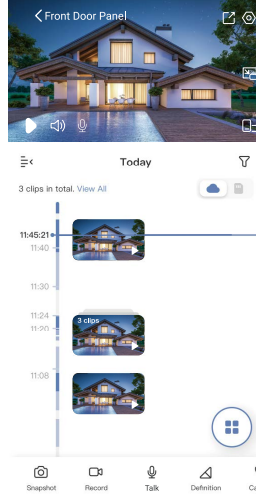 Front Door Panel
Today
3 clips in total. View All
11:45:21
11:40
11:30
11:24
3 clips
11:20
11:08
Snapshot
Record
Talk
Definition
Ca